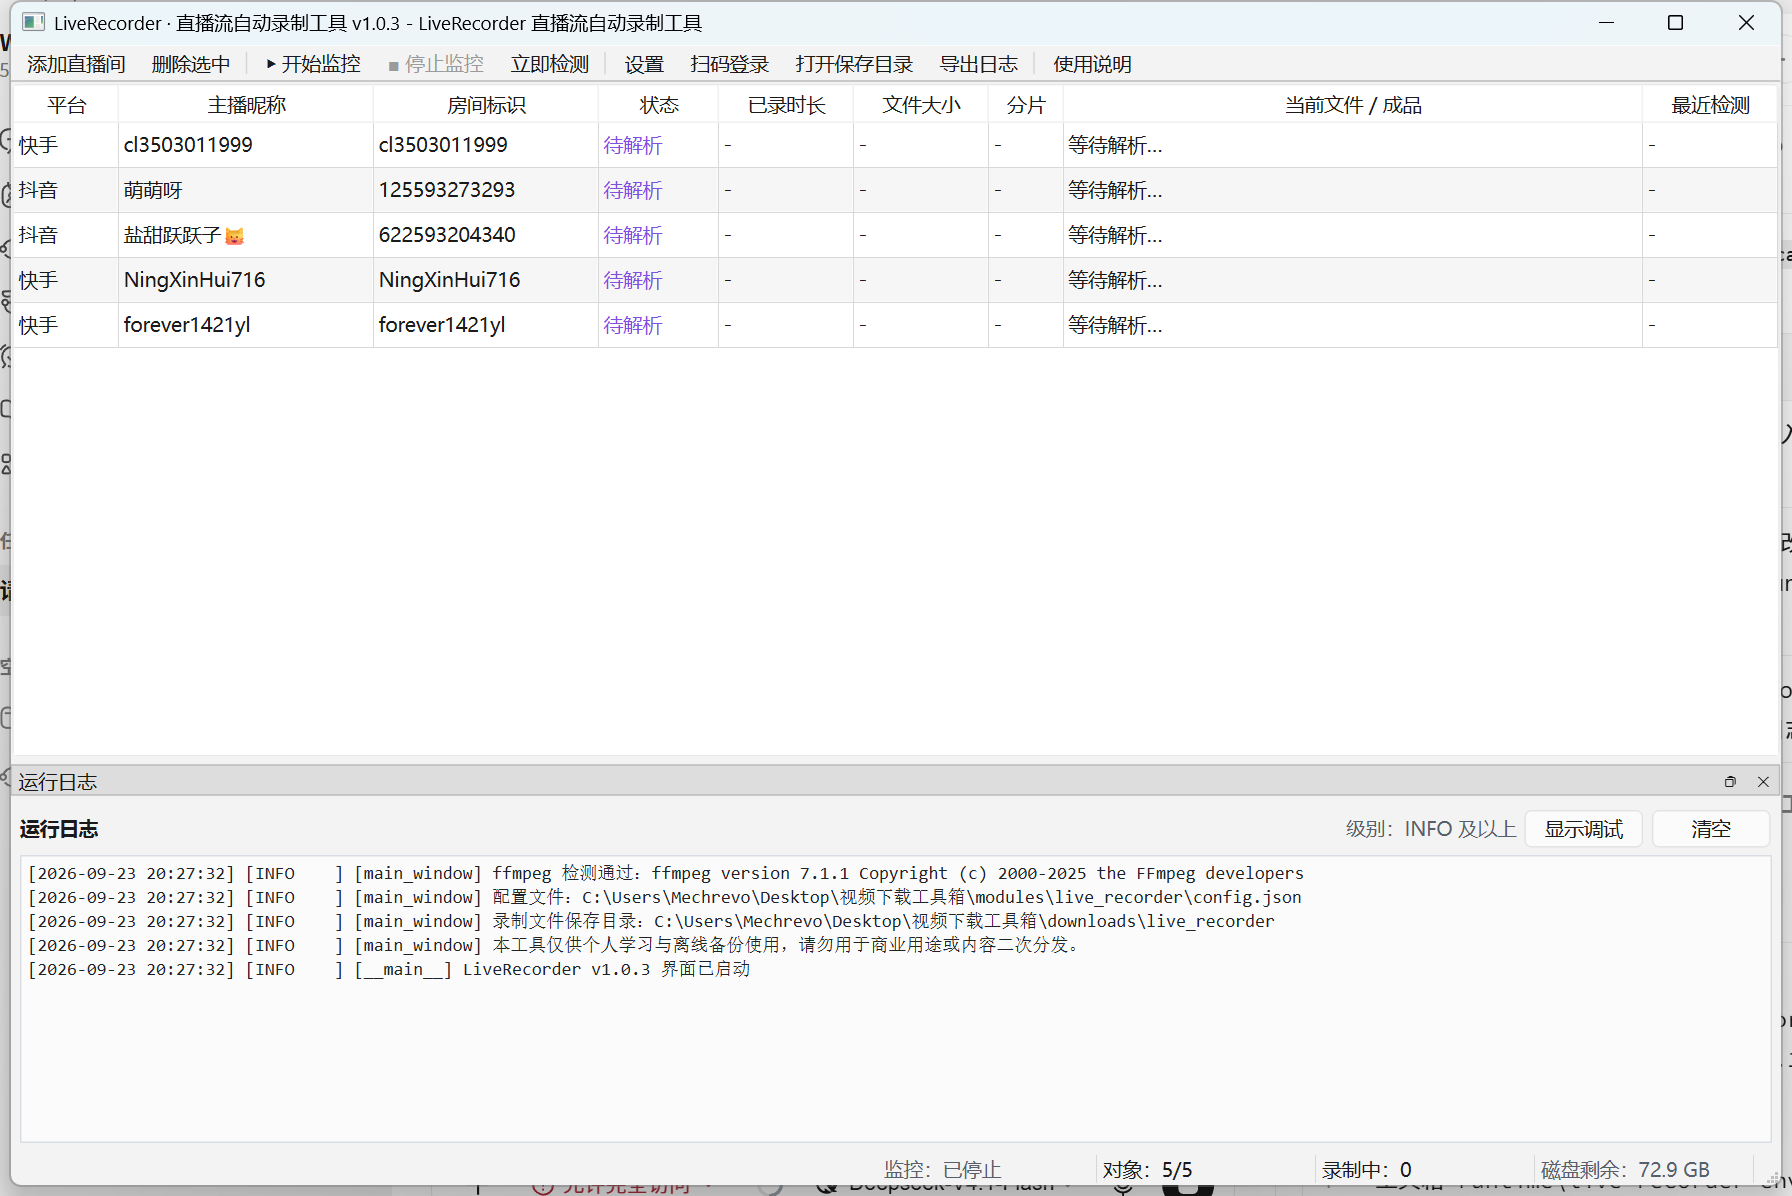 LiveRecorder · 直播流自动录制工具 v1.0.3 - LiveRecorder 直播流自动录制工具
添加直播间 删除选中 ▶ 开始监控 ■ 停止监控 立即检测 设置 扫码登录 打开保存目录 导出日志 使用说明
平台 主播昵称 房间标识 状态 已录时长 文件大小 分片 当前文件 / 成品 最近检测
快手 cl3503011999 cl3503011999 待解析 - - - 等待解析... -
抖音 萌萌呀 125593273293 待解析 - - - 等待解析... -
抖音 盐甜跃跃子🐱 622593204340 待解析 - - - 等待解析... -
快手 NingXinHui716 NingXinHui716 待解析 - - - 等待解析... -
快手 forever1421yl forever1421yl 待解析 - - - 等待解析... -
运行日志
运行日志 级别：INFO 及以上 显示调试 清空
[2026-09-23 20:27:32] [INFO    ] [main_window] ffmpeg 检测通过：ffmpeg version 7.1.1 Copyright (c) 2000-2025 the FFmpeg developers
[2026-09-23 20:27:32] [INFO    ] [main_window] 配置文件：C:\Users\Mechrevo\Desktop\视频下载工具箱\modules\live_recorder\config.json
[2026-09-23 20:27:32] [INFO    ] [main_window] 录制文件保存目录：C:\Users\Mechrevo\Desktop\视频下载工具箱\downloads\live_recorder
[2026-09-23 20:27:32] [INFO    ] [main_window] 本工具仅供个人学习与离线备份使用，请勿用于商业用途或内容二次分发。
[2026-09-23 20:27:32] [INFO    ] [__main__] LiveRecorder v1.0.3 界面已启动
监控：已停止 对象：5/5 录制中：0 磁盘剩余：72.9 GB